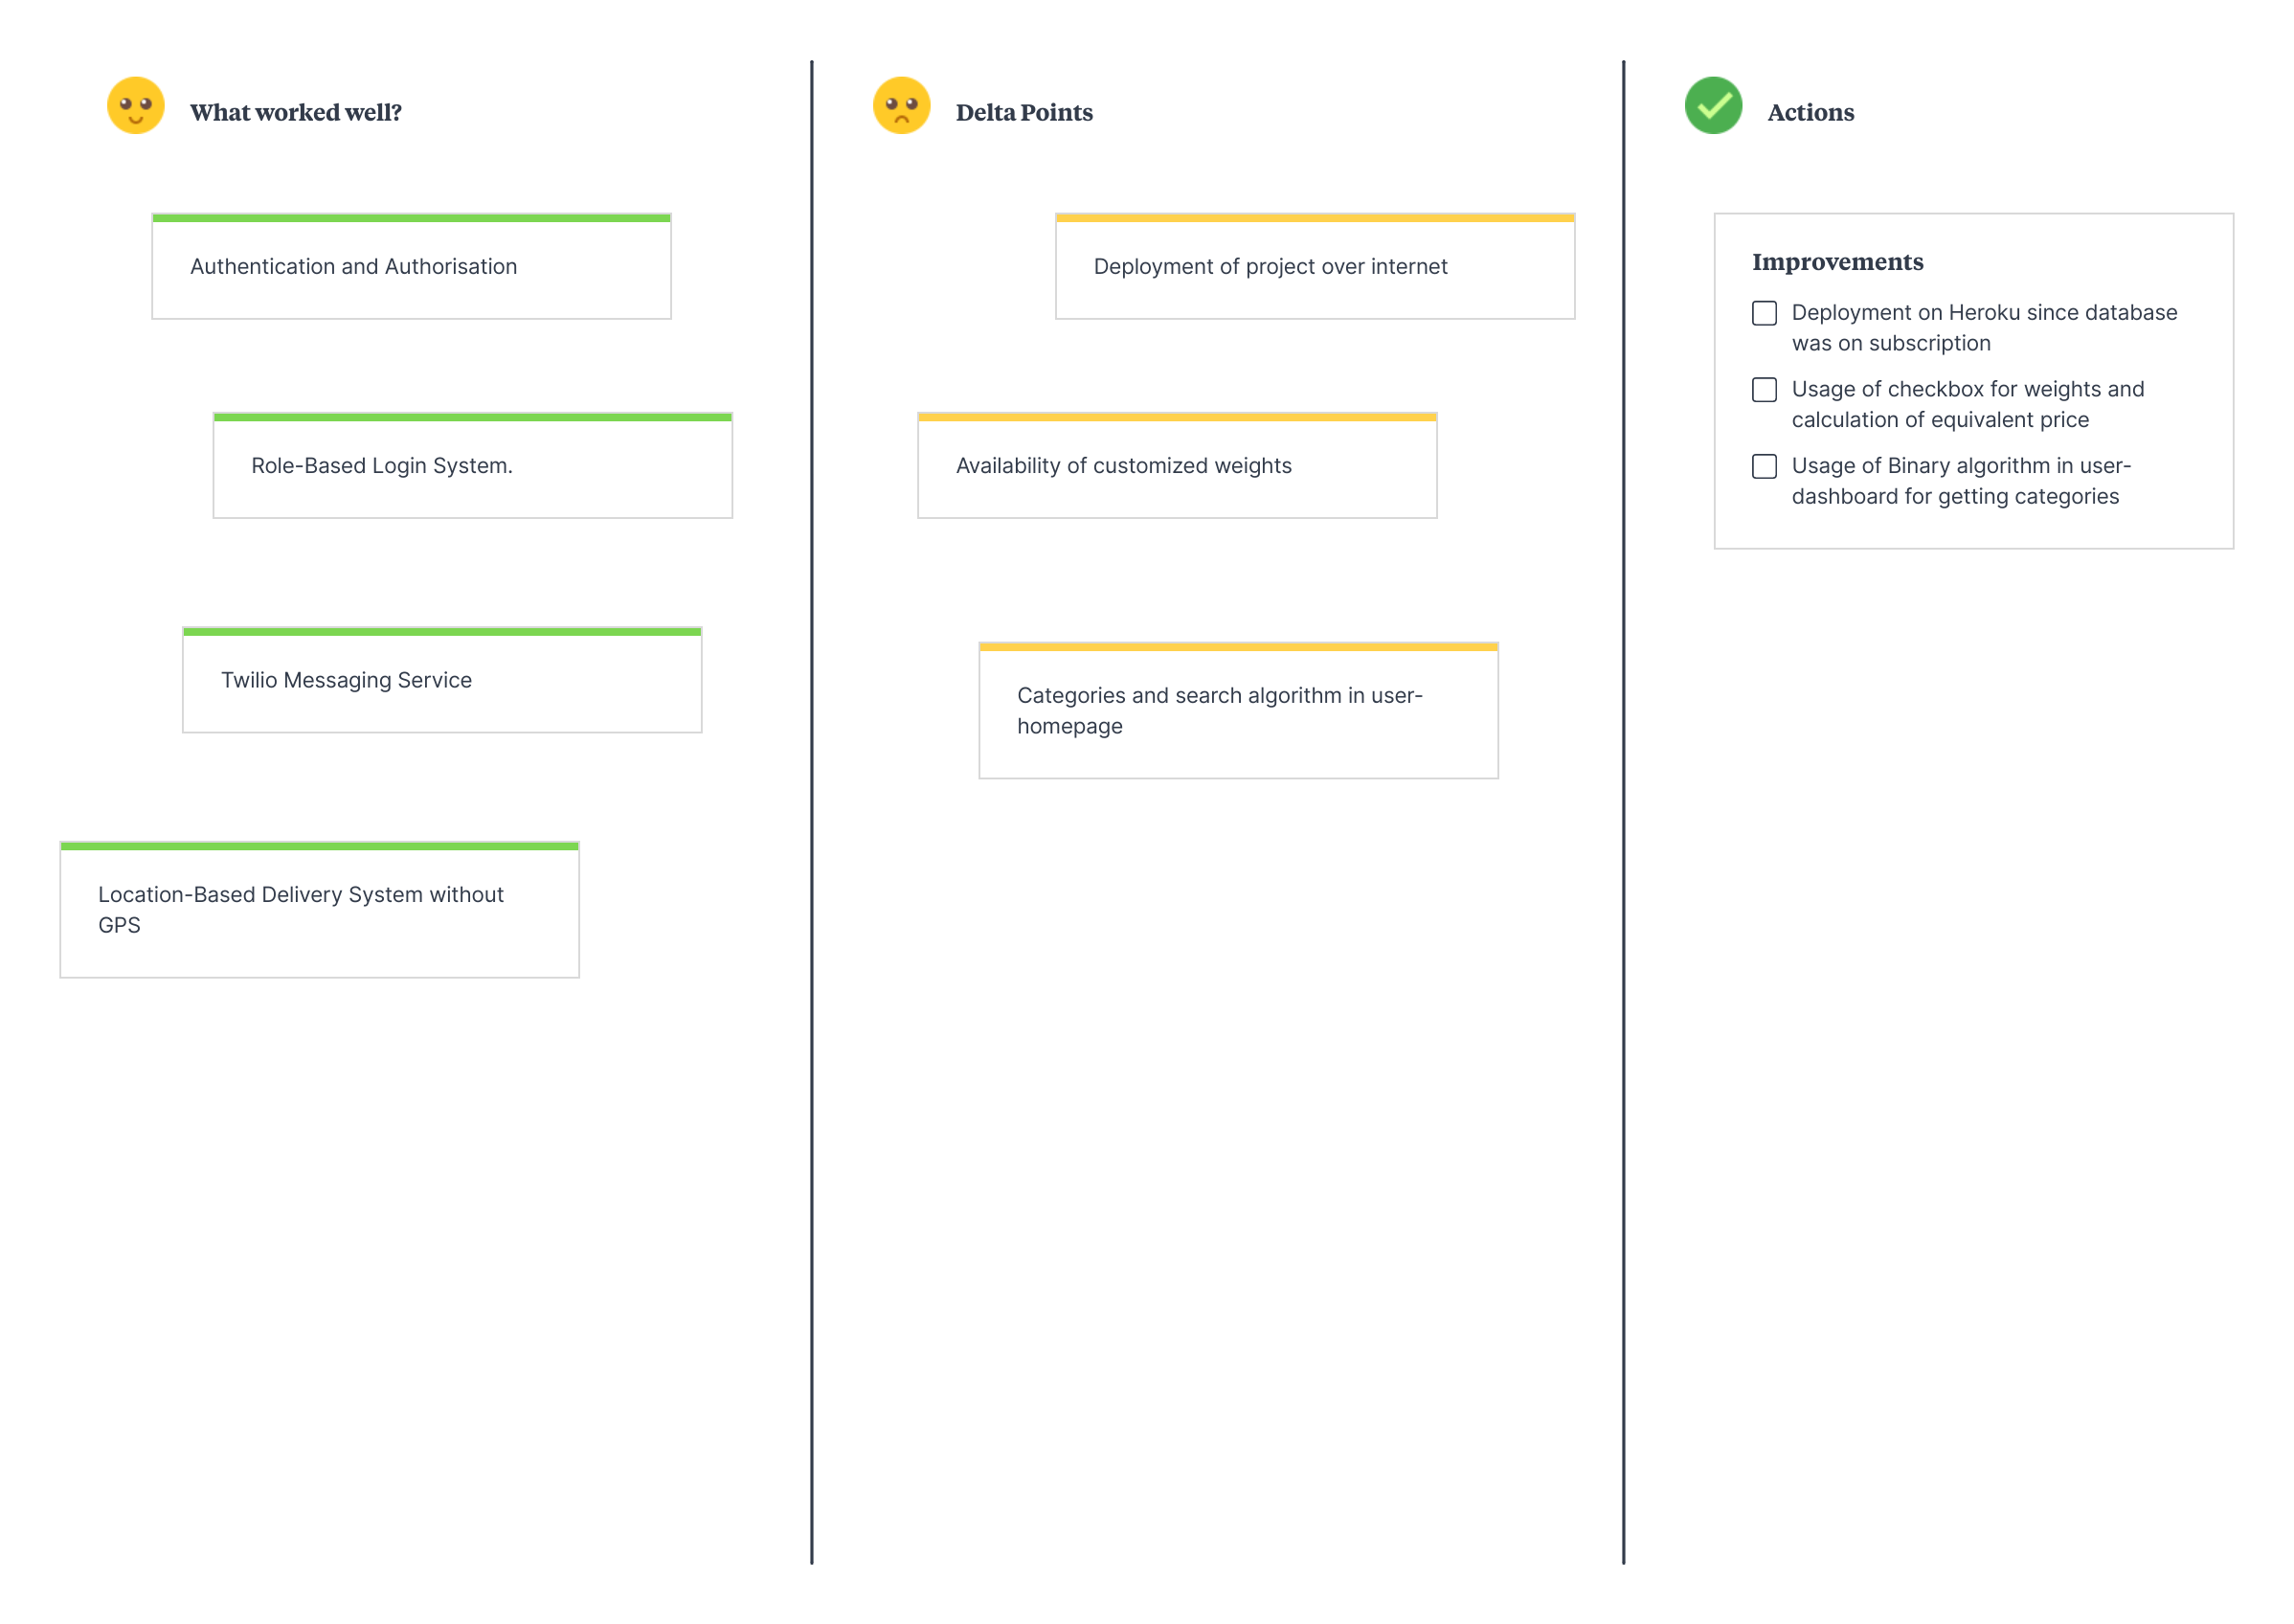 What worked well?
Authentication and Authorisation
Role-Based Login System.
Twilio Messaging Service
Location-Based Delivery System without
GPS
Delta Points
Deployment of project over internet
Availability of customized weights
Categories and search algorithm in user-
homepage
Actions
Improvements
Deployment on Heroku since database
was on subscription
Usage of checkbox for weights and
calculation of equivalent price
Usage of Binary algorithm in user-
dashboard for getting categories